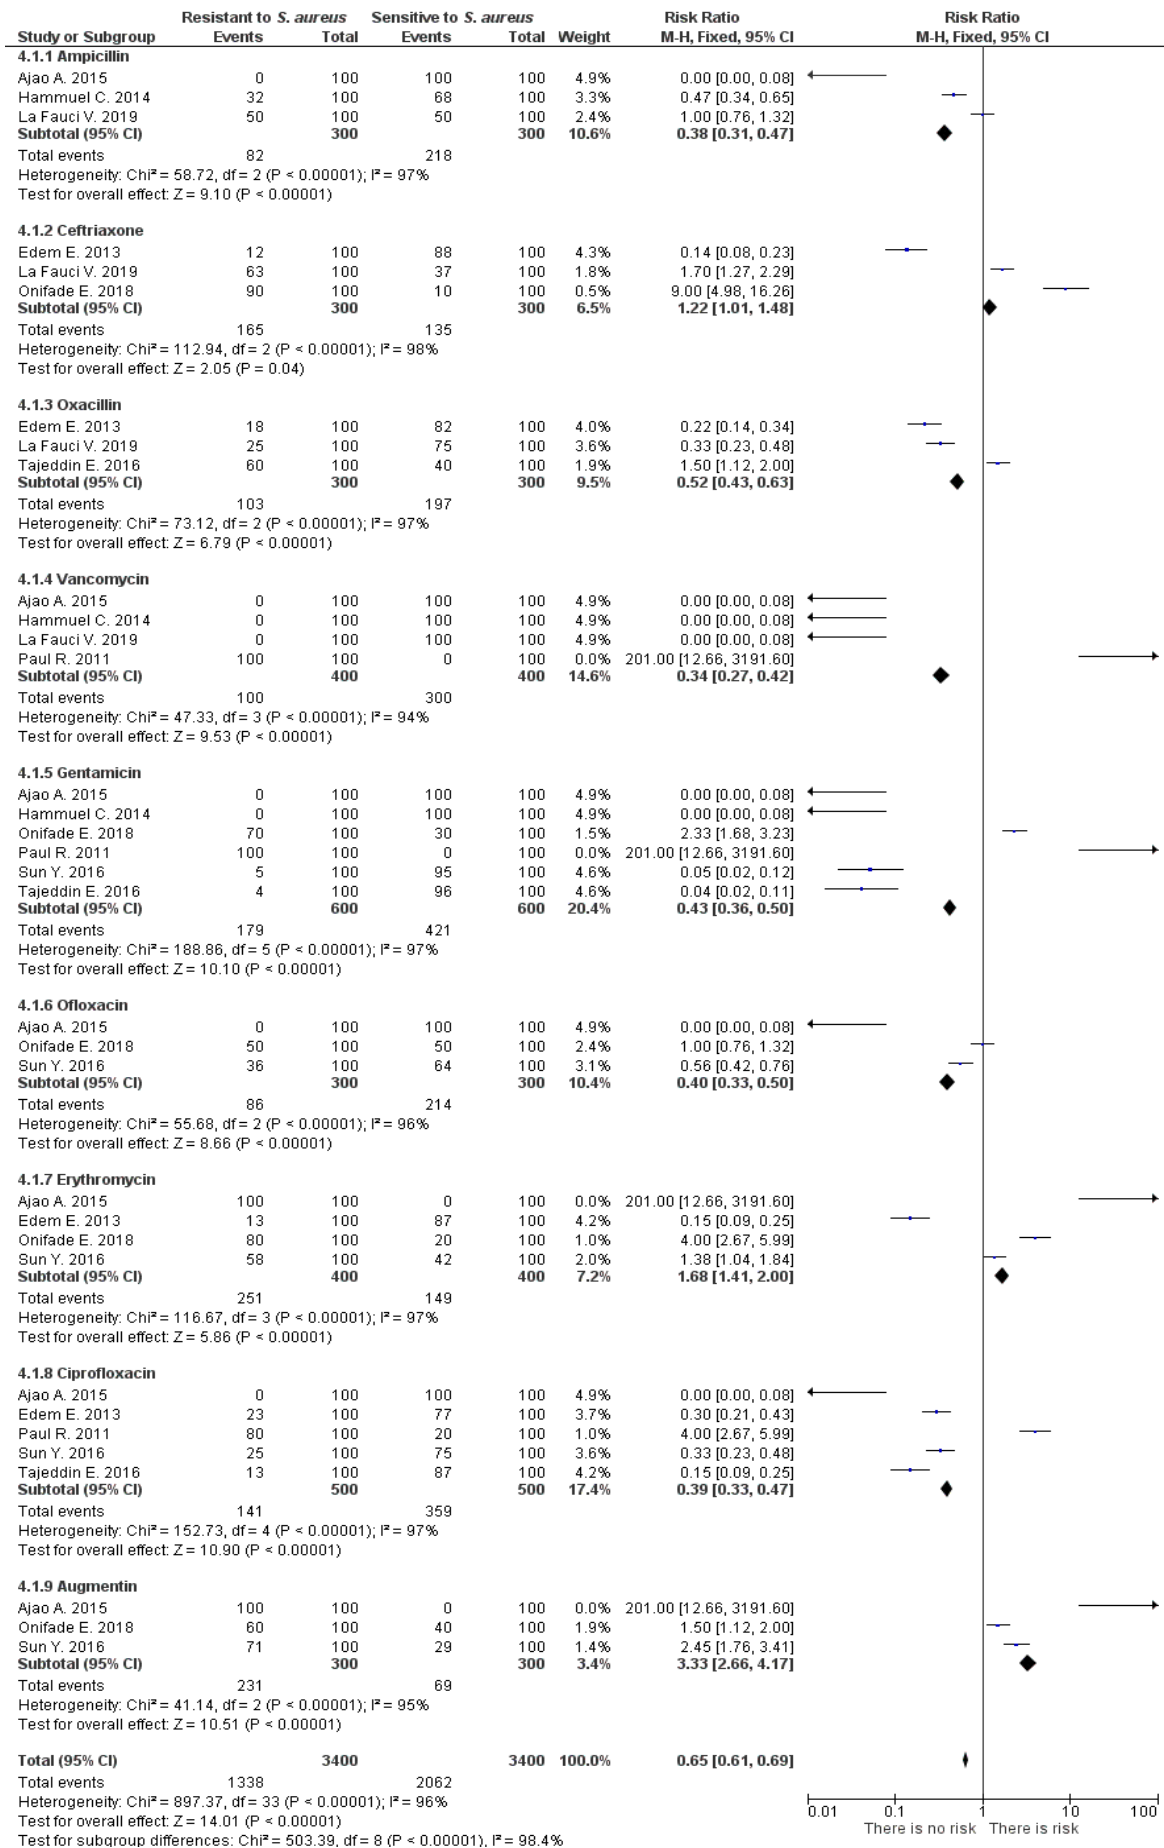 Resistant to S. aureus Sensitive to S. aureus Risk Ratio Risk Ratio
Study or Subgroup Events Total Events Total Weight M-H, Fixed, 95% CI M-H, Fixed, 95% CI
4.1.1 Ampicillin
Ajao A. 2015 0 100 100 100 4.9% 0.00 [0.00, 0.08]
Hammuel C. 2014 32 100 68 100 3.3% 0.47 [0.34, 0.65]
La Fauci V. 2019 50 100 50 100 2.4% 1.00 [0.76, 1.32]
Subtotal (95% CI) 300 300 10.6% 0.38 [0.31, 0.47]
Total events 82 218
Heterogeneity: Chi² = 58.72, df = 2 (P < 0.00001); I² = 97%
Test for overall effect: Z = 9.10 (P < 0.00001)
4.1.2 Ceftriaxone
Edem E. 2013 12 100 88 100 4.3% 0.14 [0.08, 0.23]
La Fauci V. 2019 63 100 37 100 1.8% 1.70 [1.27, 2.29]
Onifade E. 2018 90 100 10 100 0.5% 9.00 [4.98, 16.26]
Subtotal (95% CI) 300 300 6.5% 1.22 [1.01, 1.48]
Total events 165 135
Heterogeneity: Chi² = 112.94, df = 2 (P < 0.00001); I² = 98%
Test for overall effect: Z = 2.05 (P = 0.04)
4.1.3 Oxacillin
Edem E. 2013 18 100 82 100 4.0% 0.22 [0.14, 0.34]
La Fauci V. 2019 25 100 75 100 3.6% 0.33 [0.23, 0.48]
Tajeddin E. 2016 60 100 40 100 1.9% 1.50 [1.12, 2.00]
Subtotal (95% CI) 300 300 9.5% 0.52 [0.43, 0.63]
Total events 103 197
Heterogeneity: Chi² = 73.12, df = 2 (P < 0.00001); I² = 97%
Test for overall effect: Z = 6.79 (P < 0.00001)
4.1.4 Vancomycin
Ajao A. 2015 0 100 100 100 4.9% 0.00 [0.00, 0.08]
Hammuel C. 2014 0 100 100 100 4.9% 0.00 [0.00, 0.08]
La Fauci V. 2019 0 100 100 100 4.9% 0.00 [0.00, 0.08]
Paul R. 2011 100 100 0 100 0.0% 201.00 [12.66, 3191.60]
Subtotal (95% CI) 400 400 14.6% 0.34 [0.27, 0.42]
Total events 100 300
Heterogeneity: Chi² = 47.33, df = 3 (P < 0.00001); I² = 94%
Test for overall effect: Z = 9.53 (P < 0.00001)
4.1.5 Gentamicin
Ajao A. 2015 0 100 100 100 4.9% 0.00 [0.00, 0.08]
Hammuel C. 2014 0 100 100 100 4.9% 0.00 [0.00, 0.08]
Onifade E. 2018 70 100 30 100 1.5% 2.33 [1.68, 3.23]
Paul R. 2011 100 100 0 100 0.0% 201.00 [12.66, 3191.60]
Sun Y. 2016 5 100 95 100 4.6% 0.05 [0.02, 0.12]
Tajeddin E. 2016 4 100 96 100 4.6% 0.04 [0.02, 0.11]
Subtotal (95% CI) 600 600 20.4% 0.43 [0.36, 0.50]
Total events 179 421
Heterogeneity: Chi² = 188.86, df = 5 (P < 0.00001); I² = 97%
Test for overall effect: Z = 10.10 (P < 0.00001)
4.1.6 Ofloxacin
Ajao A. 2015 0 100 100 100 4.9% 0.00 [0.00, 0.08]
Onifade E. 2018 50 100 50 100 2.4% 1.00 [0.76, 1.32]
Sun Y. 2016 36 100 64 100 3.1% 0.56 [0.42, 0.76]
Subtotal (95% CI) 300 300 10.4% 0.40 [0.33, 0.50]
Total events 86 214
Heterogeneity: Chi² = 55.68, df = 2 (P < 0.00001); I² = 96%
Test for overall effect: Z = 8.66 (P < 0.00001)
4.1.7 Erythromycin
Ajao A. 2015 100 100 0 100 0.0% 201.00 [12.66, 3191.60]
Edem E. 2013 13 100 87 100 4.2% 0.15 [0.09, 0.25]
Onifade E. 2018 80 100 20 100 1.0% 4.00 [2.67, 5.99]
Sun Y. 2016 58 100 42 100 2.0% 1.38 [1.04, 1.84]
Subtotal (95% CI) 400 400 7.2% 1.68 [1.41, 2.00]
Total events 251 149
Heterogeneity: Chi² = 116.67, df = 3 (P < 0.00001); I² = 97%
Test for overall effect: Z = 5.86 (P < 0.00001)
4.1.8 Ciprofloxacin
Ajao A. 2015 0 100 100 100 4.9% 0.00 [0.00, 0.08]
Edem E. 2013 23 100 77 100 3.7% 0.30 [0.21, 0.43]
Paul R. 2011 80 100 20 100 1.0% 4.00 [2.67, 5.99]
Sun Y. 2016 25 100 75 100 3.6% 0.33 [0.23, 0.48]
Tajeddin E. 2016 13 100 87 100 4.2% 0.15 [0.09, 0.25]
Subtotal (95% CI) 500 500 17.4% 0.39 [0.33, 0.47]
Total events 141 359
Heterogeneity: Chi² = 152.73, df = 4 (P < 0.00001); I² = 97%
Test for overall effect: Z = 10.90 (P < 0.00001)
4.1.9 Augmentin
Ajao A. 2015 100 100 0 100 0.0% 201.00 [12.66, 3191.60]
Onifade E. 2018 60 100 40 100 1.9% 1.50 [1.12, 2.00]
Sun Y. 2016 71 100 29 100 1.4% 2.45 [1.76, 3.41]
Subtotal (95% CI) 300 300 3.4% 3.33 [2.66, 4.17]
Total events 231 69
Heterogeneity: Chi² = 41.14, df = 2 (P < 0.00001); I² = 95%
Test for overall effect: Z = 10.51 (P < 0.00001)
Total (95% CI) 3400 3400 100.0% 0.65 [0.61, 0.69]
Total events 1338 2062
Heterogeneity: Chi² = 897.37, df = 33 (P < 0.00001); I² = 96%
Test for overall effect: Z = 14.01 (P < 0.00001)
Test for subgroup differences: Chi² = 503.39, df = 8 (P < 0.00001), I² = 98.4%
0.01 0.1 1 10 100
There is no risk There is risk